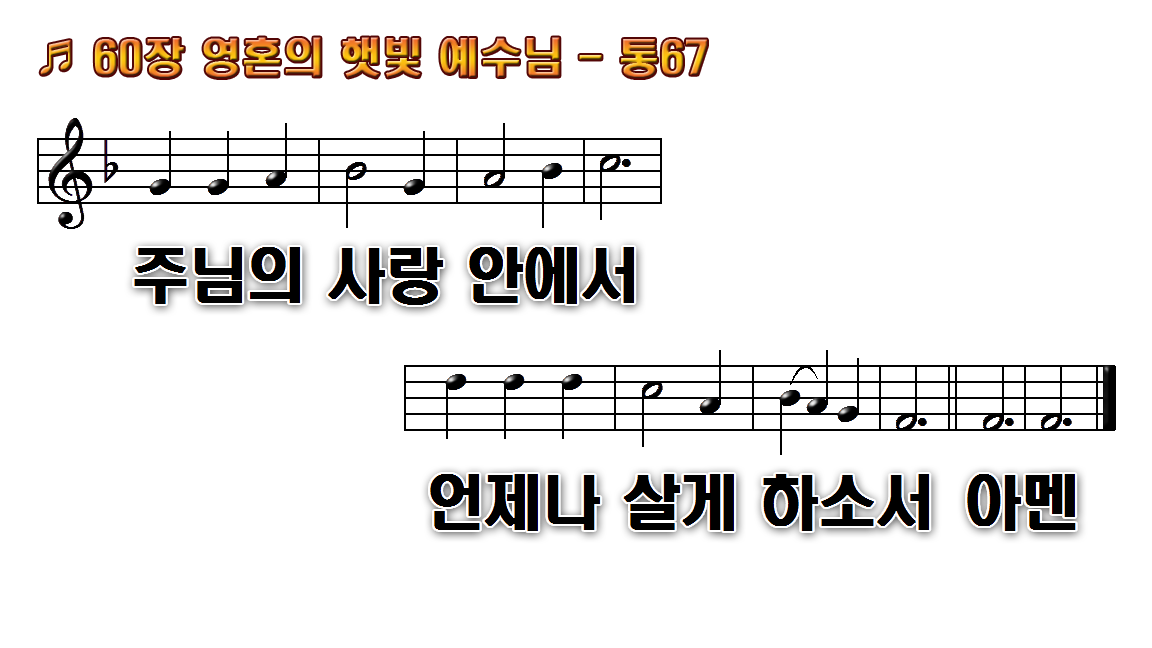 ♬ 60장 영혼의 햇빛 예수님 - 통67
주님의 사랑 안에서
언제나 살게 하소서 아멘